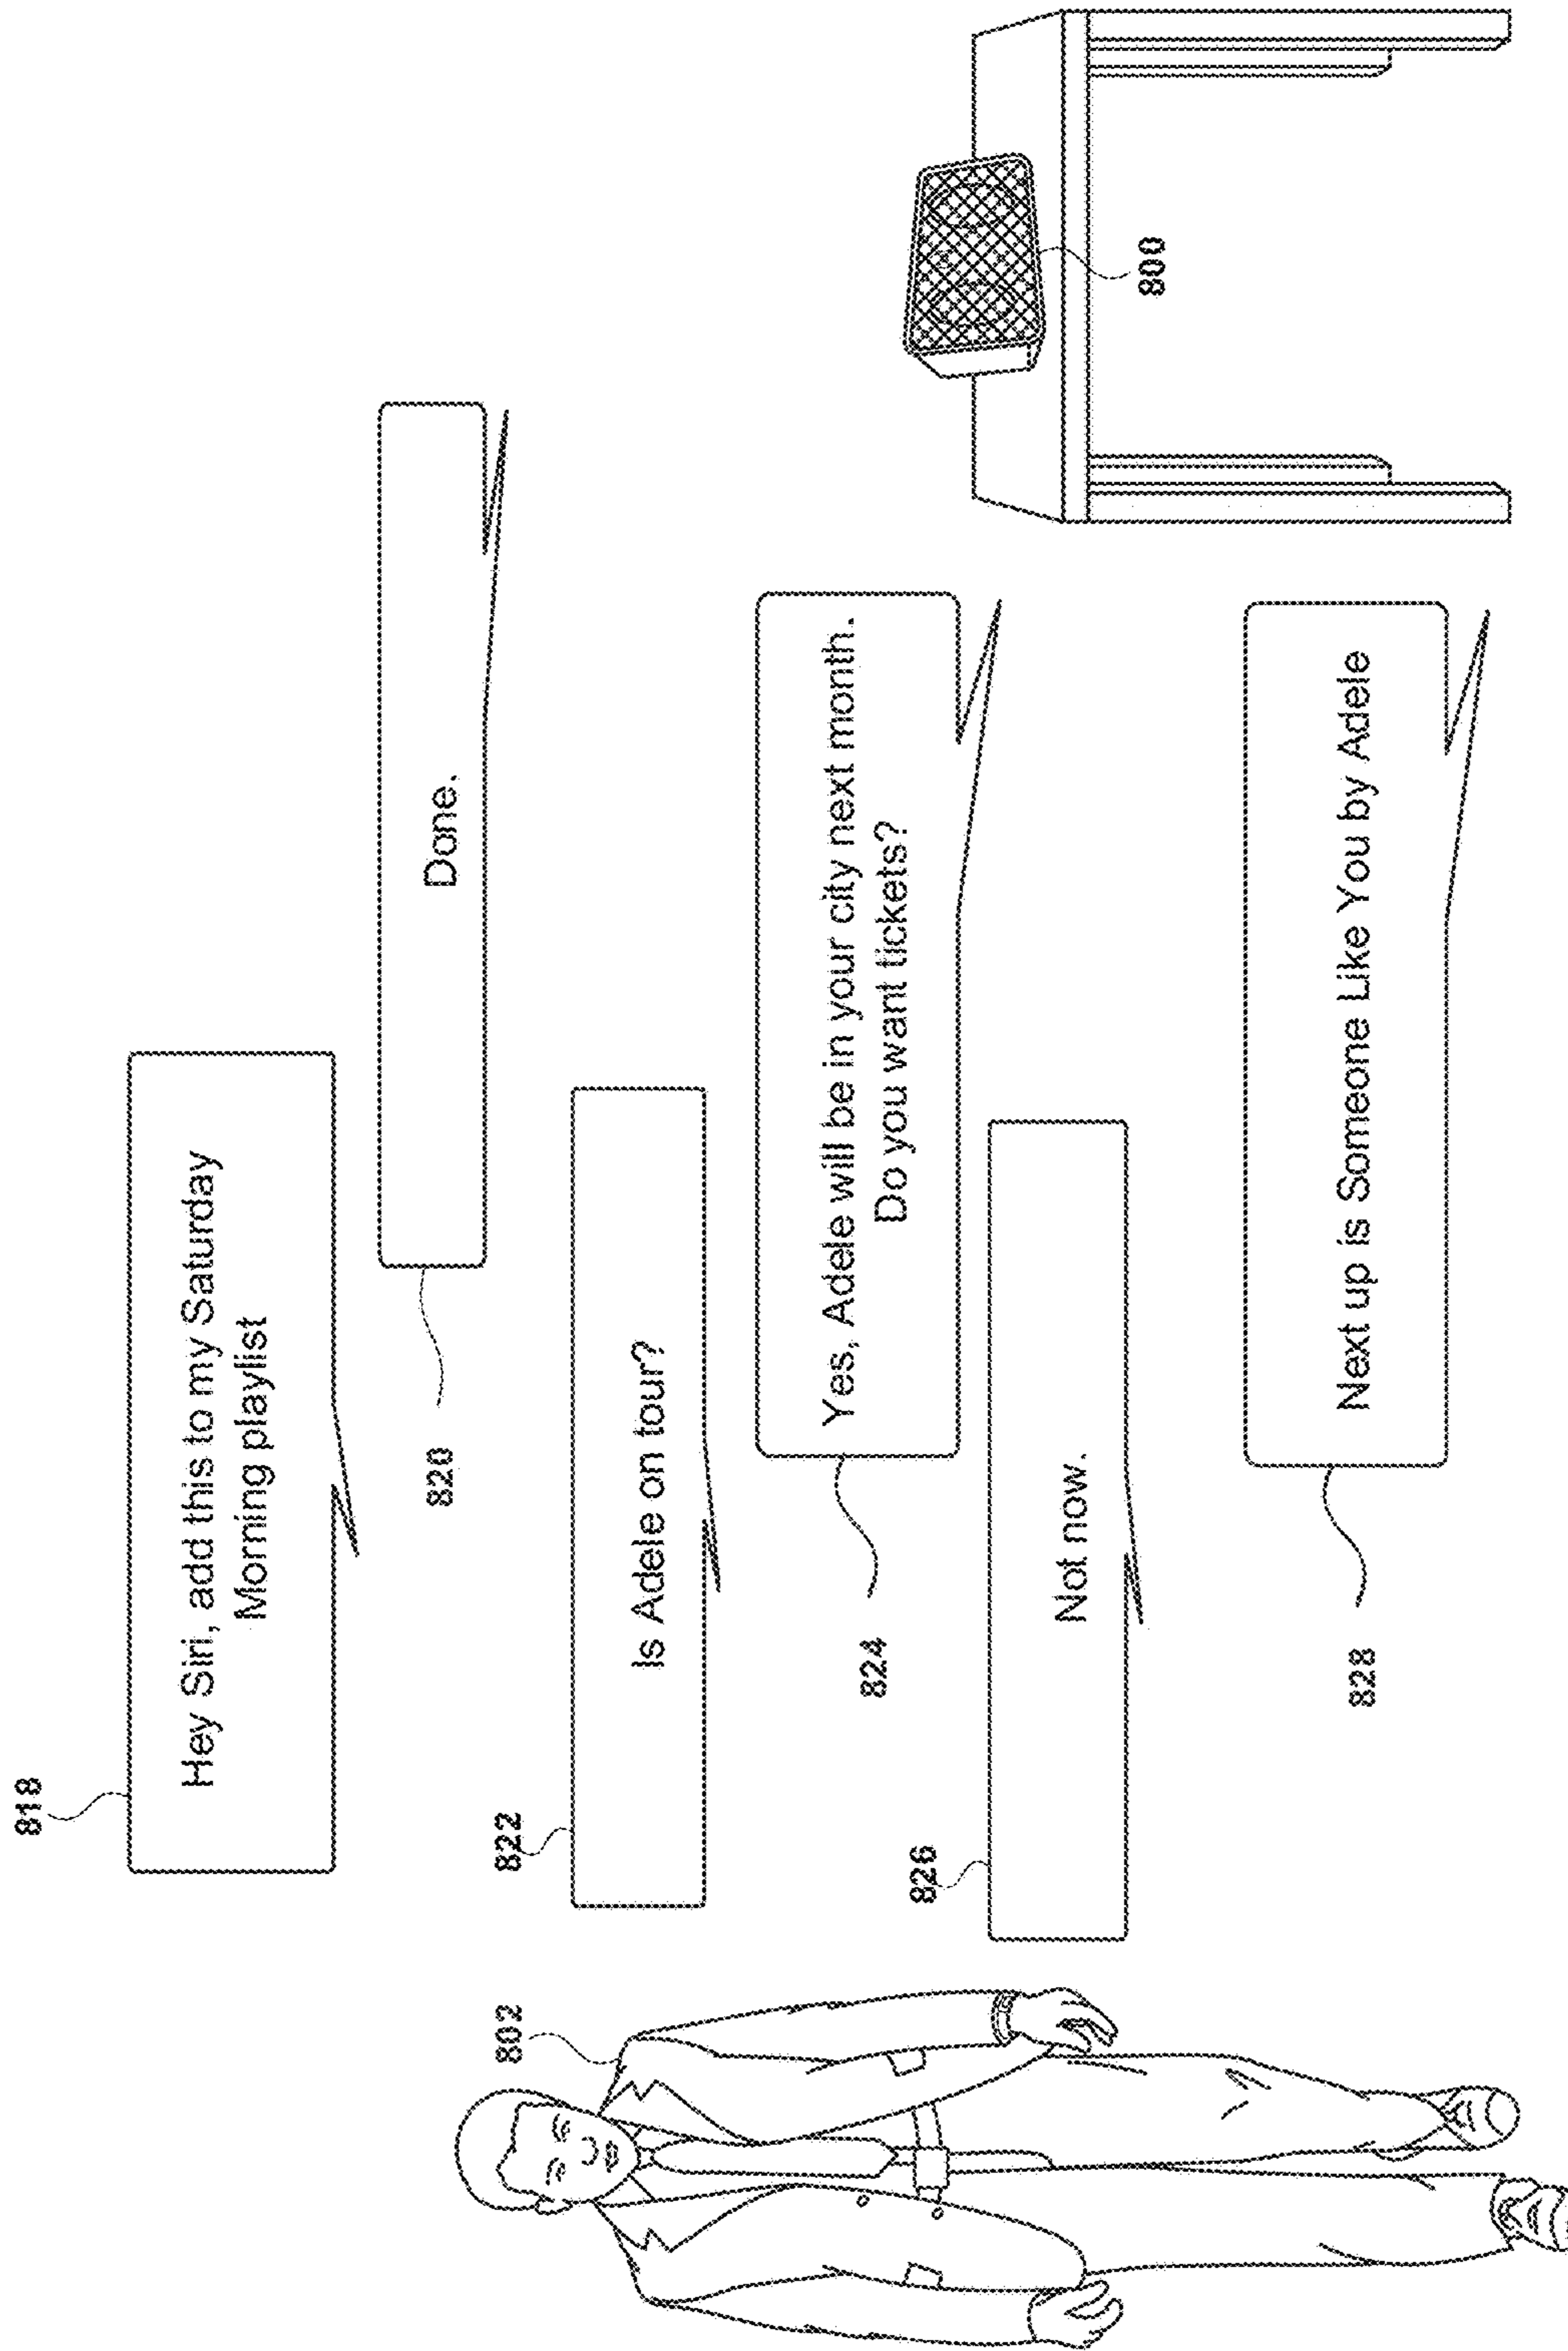 818
Hey Siri, add this to my Saturday
Morning playlist
820
Done.
802
822
Is Adele on tour?
824
Yes, Adele will be in your city next month.
Do you want tickets?
826
Not now.
800
828
Next up is Someone Like You by Adele